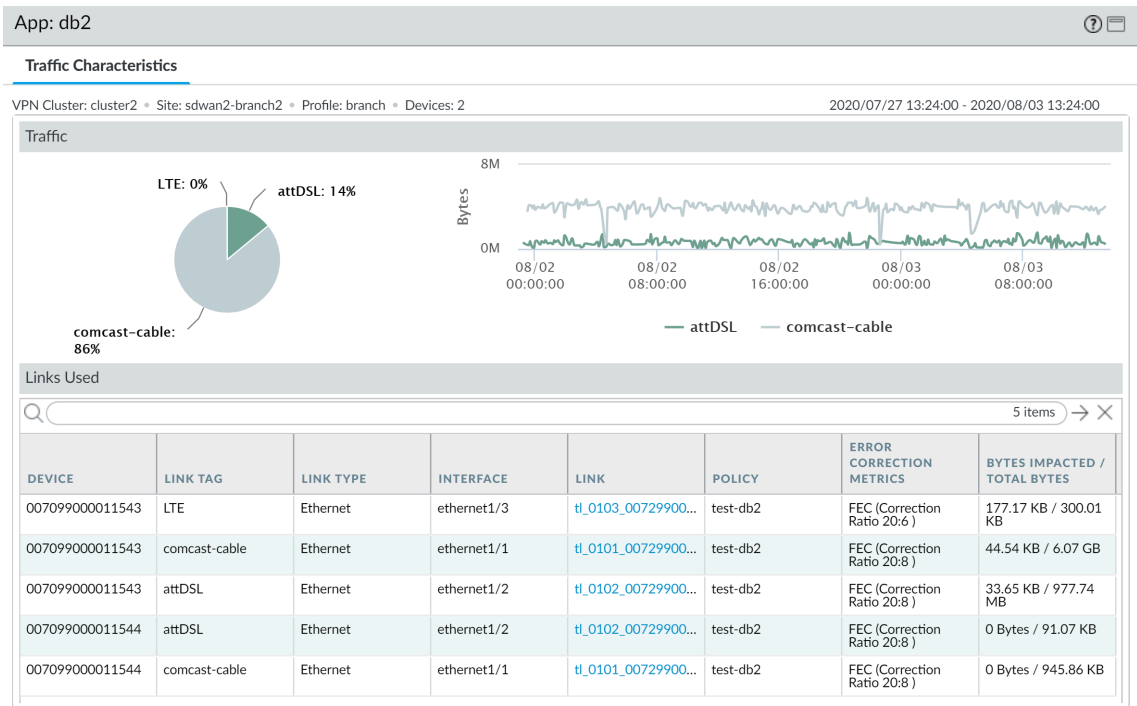 App: db2
?
Traffic Characteristics
VPN Cluster: cluster2 • Site: sdwan2-branch2 • Profile: branch • Devices: 2
2020/07/27 13:24:00 - 2020/08/03 13:24:00
Traffic
LTE: 0%
attDSL: 14%
comcast-cable:
86%
8M
Bytes
0M
08/02 08/02 08/02 08/03 08/03
00:00:00 08:00:00 16:00:00 00:00:00 08:00:00
attDSL comcast-cable
Links Used
5 items
DEVICE LINK TAG LINK TYPE INTERFACE LINK POLICY ERROR CORRECTION METRICS BYTES IMPACTED / TOTAL BYTES
007099000011543 LTE Ethernet ethernet1/3 tl_0103_00729900... test-db2 FEC (Correction Ratio 20:6 ) 177.17 KB / 300.01 KB
007099000011543 comcast-cable Ethernet ethernet1/1 tl_0101_00729900... test-db2 FEC (Correction Ratio 20:8 ) 44.54 KB / 6.07 GB
007099000011543 attDSL Ethernet ethernet1/2 tl_0102_00729900... test-db2 FEC (Correction Ratio 20:8 ) 33.65 KB / 977.74 MB
007099000011544 attDSL Ethernet ethernet1/2 tl_0102_00729900... test-db2 FEC (Correction Ratio 20:8 ) 0 Bytes / 91.07 KB
007099000011544 comcast-cable Ethernet ethernet1/1 tl_0101_00729900... test-db2 FEC (Correction Ratio 20:8 ) 0 Bytes / 945.86 KB